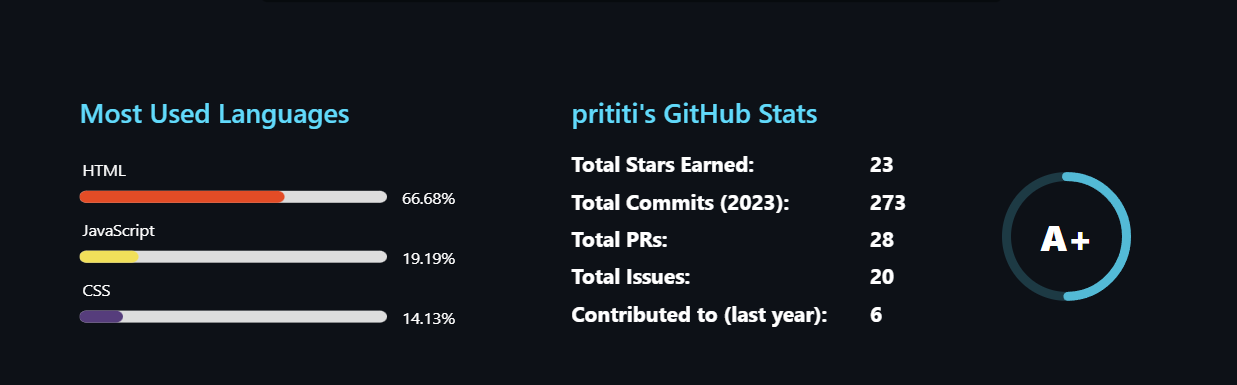 Most Used Languages
HTML
66.68%
JavaScript
19.19%
CSS
14.13%
prititi's GitHub Stats
Total Stars Earned: 23
Total Commits (2023): 273
Total PRs: 28
Total Issues: 20
Contributed to (last year): 6
A+